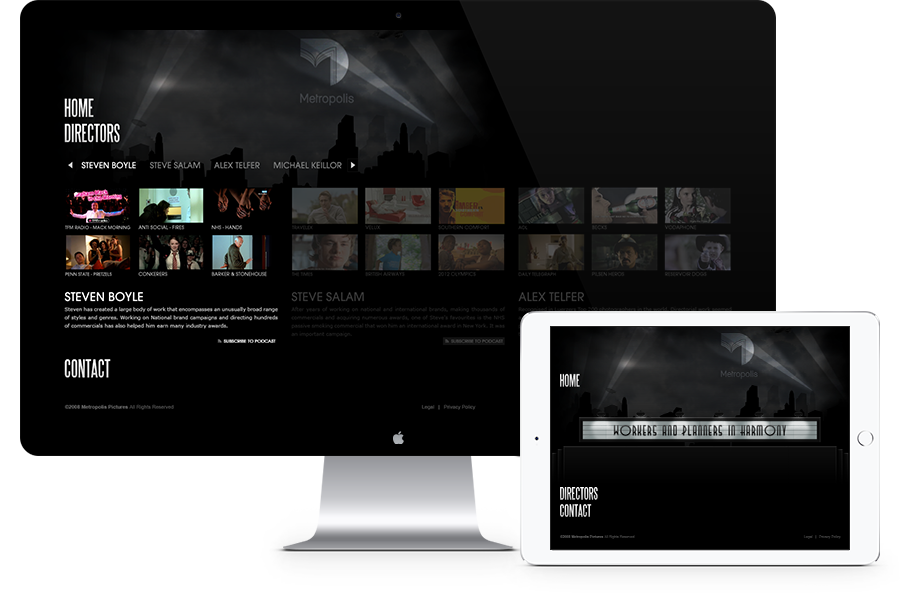 Metropolis
HOME
DIRECTORS
STEVEN BOYLE STEVE SALAM ALEX TELFER MICHAEL KEILLOR
TFM RADIO - MACK MORNING ANTI SOCIAL - FIRES NHS - HANDS TRAVELEX VELUX SOUTHERN COMFORT AOL BECKS VODAPHONE
PENN STATE - PRETZELS CONKERERS BARKER & STONEHOUSE THE TIMES BRITISH AIRWAYS 2012 OLYMPICS DAILY TELEGRAPH RESERVOIR DOGS
STEVEN BOYLE STEVE SALAM ALEX TELFER
Steven has created a large body of work that encompasses an unusually broad range
of styles and genres. Working on National brand campaigns and directing hundreds
of commercials has also helped him earn many industry awards.
After years of working on national and international brands, making thousands of
commercials and acquiring numerous awards, one of Steve's favourites is the NHS
passive smoking commercial that won him an international award in New York. It was
an important campaign.
SUBSCRIBE TO PODCAST SUBSCRIBE TO PODCAST
CONTACT
©2008 Metropolis Pictures All Rights Reserved Legal | Privacy Policy
Metropolis
HOME
WORKERS AND PLANNERS IN HARMONY
DIRECTORS
CONTACT
©2008 Metropolis Pictures All Rights Reserved Legal | Privacy Policy